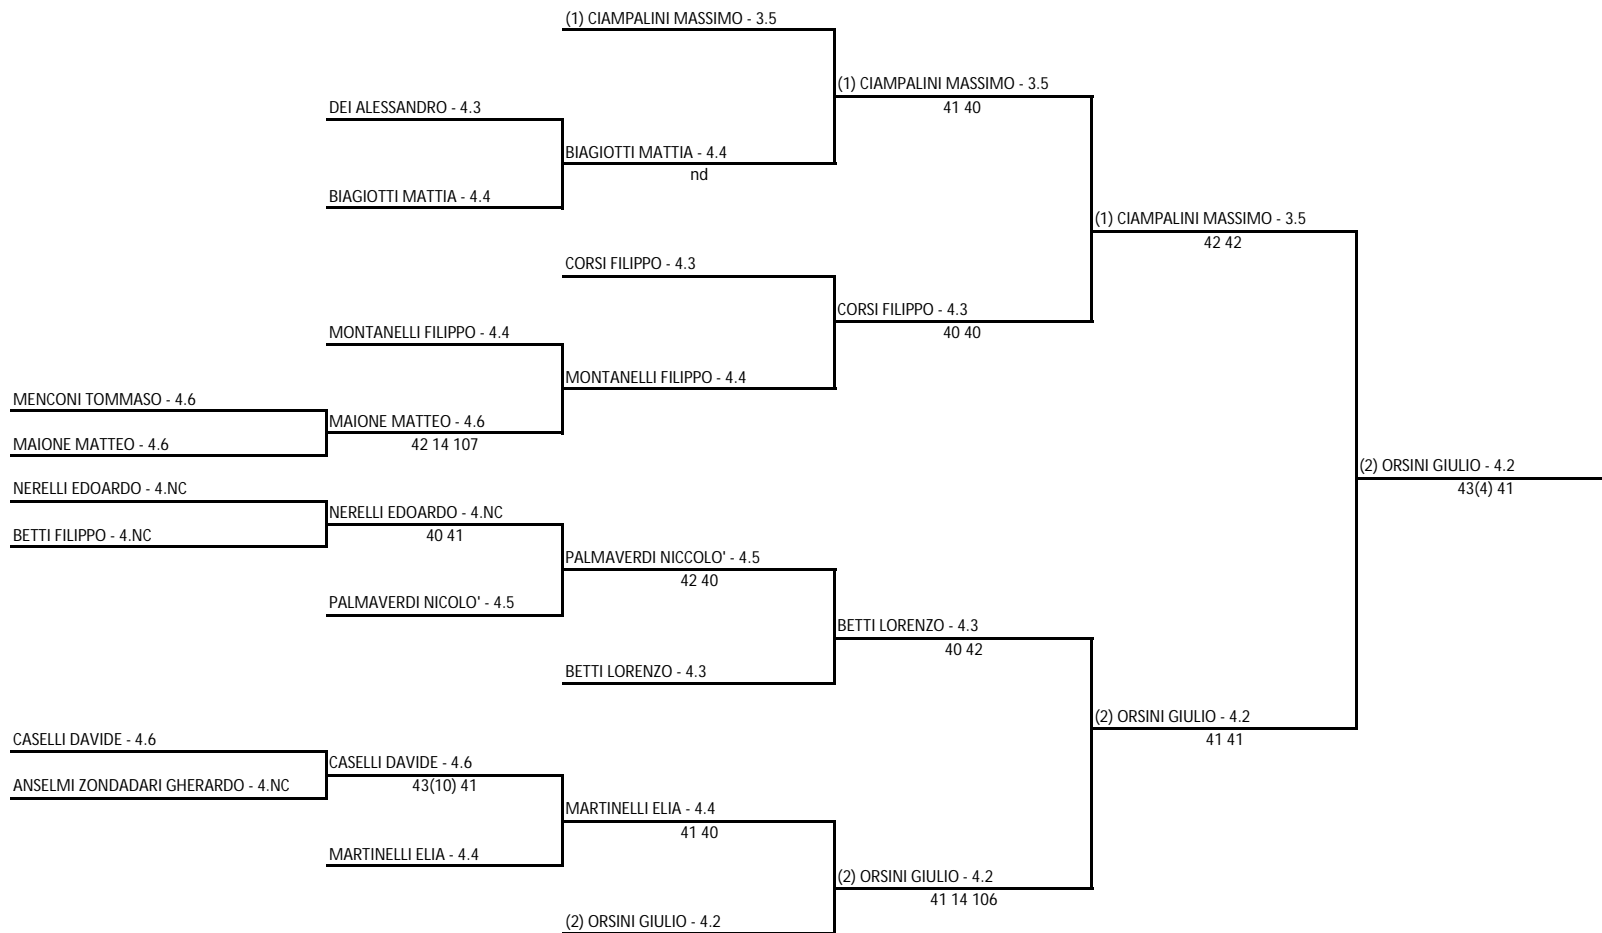 (1) CIAMPALINI MASSIMO - 3.5
(1) CIAMPALINI MASSIMO - 3.5
41 40
DEI ALESSANDRO - 4.3
BIAGIOTTI MATTIA - 4.4
nd
BIAGIOTTI MATTIA - 4.4
(1) CIAMPALINI MASSIMO - 3.5
42 42
CORSI FILIPPO - 4.3
CORSI FILIPPO - 4.3
40 40
MONTANELLI FILIPPO - 4.4
MONTANELLI FILIPPO - 4.4
MENCONI TOMMASO - 4.6
MAIONE MATTEO - 4.6
42 14 107
MAIONE MATTEO - 4.6
(2) ORSINI GIULIO - 4.2
43(4) 41
NERELLI EDOARDO - 4.NC
NERELLI EDOARDO - 4.NC
40 41
BETTI FILIPPO - 4.NC
PALMAVERDI NICCOLO' - 4.5
42 40
PALMAVERDI NICOLO' - 4.5
BETTI LORENZO - 4.3
40 42
BETTI LORENZO - 4.3
(2) ORSINI GIULIO - 4.2
41 41
CASELLI DAVIDE - 4.6
CASELLI DAVIDE - 4.6
43(10) 41
ANSELMI ZONDADARI GHERARDO - 4.NC
MARTINELLI ELIA - 4.4
41 40
MARTINELLI ELIA - 4.4
(2) ORSINI GIULIO - 4.2
41 14 106
(2) ORSINI GIULIO - 4.2